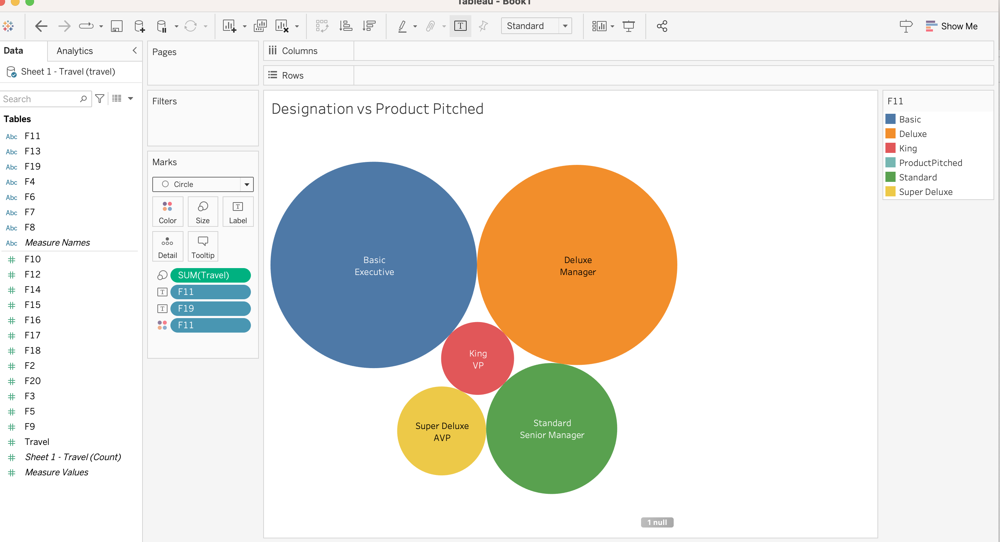 Tableau - Book1
Standard
Show Me
Data
Analytics
Sheet 1 - Travel (travel)
Search
Tables
Abc F11
Abc F13
Abc F19
Abc F4
Abc F6
Abc F7
Abc F8
Abc Measure Names
F10
F12
F14
F15
F16
F17
F18
F2
F20
F3
F5
F9
Travel
Sheet 1 - Travel (Count)
Measure Values
Pages
Filters
Marks
Circle
Color Size T Label
Detail Tooltip
SUM(Travel)
T F11
T F19
F11
Columns
Rows
Designation vs Product Pitched
Basic
Executive
Deluxe
Manager
King
VP
Super Deluxe
AVP
Standard
Senior Manager
1 null
F11
Basic
Deluxe
King
ProductPitched
Standard
Super Deluxe